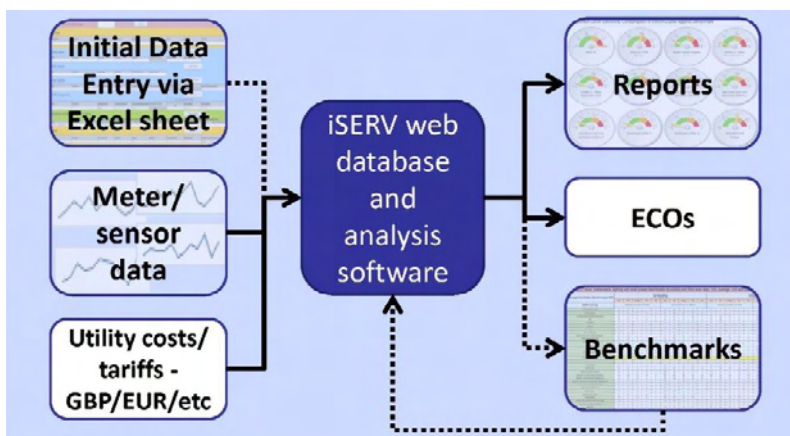 Initial Data
Entry via
Excel sheet
Meter/
sensor
data
Utility costs/
tariffs -
GBP/EUR/etc
iSERV web
database
and
analysis
software
Reports
ECOs
Benchmarks